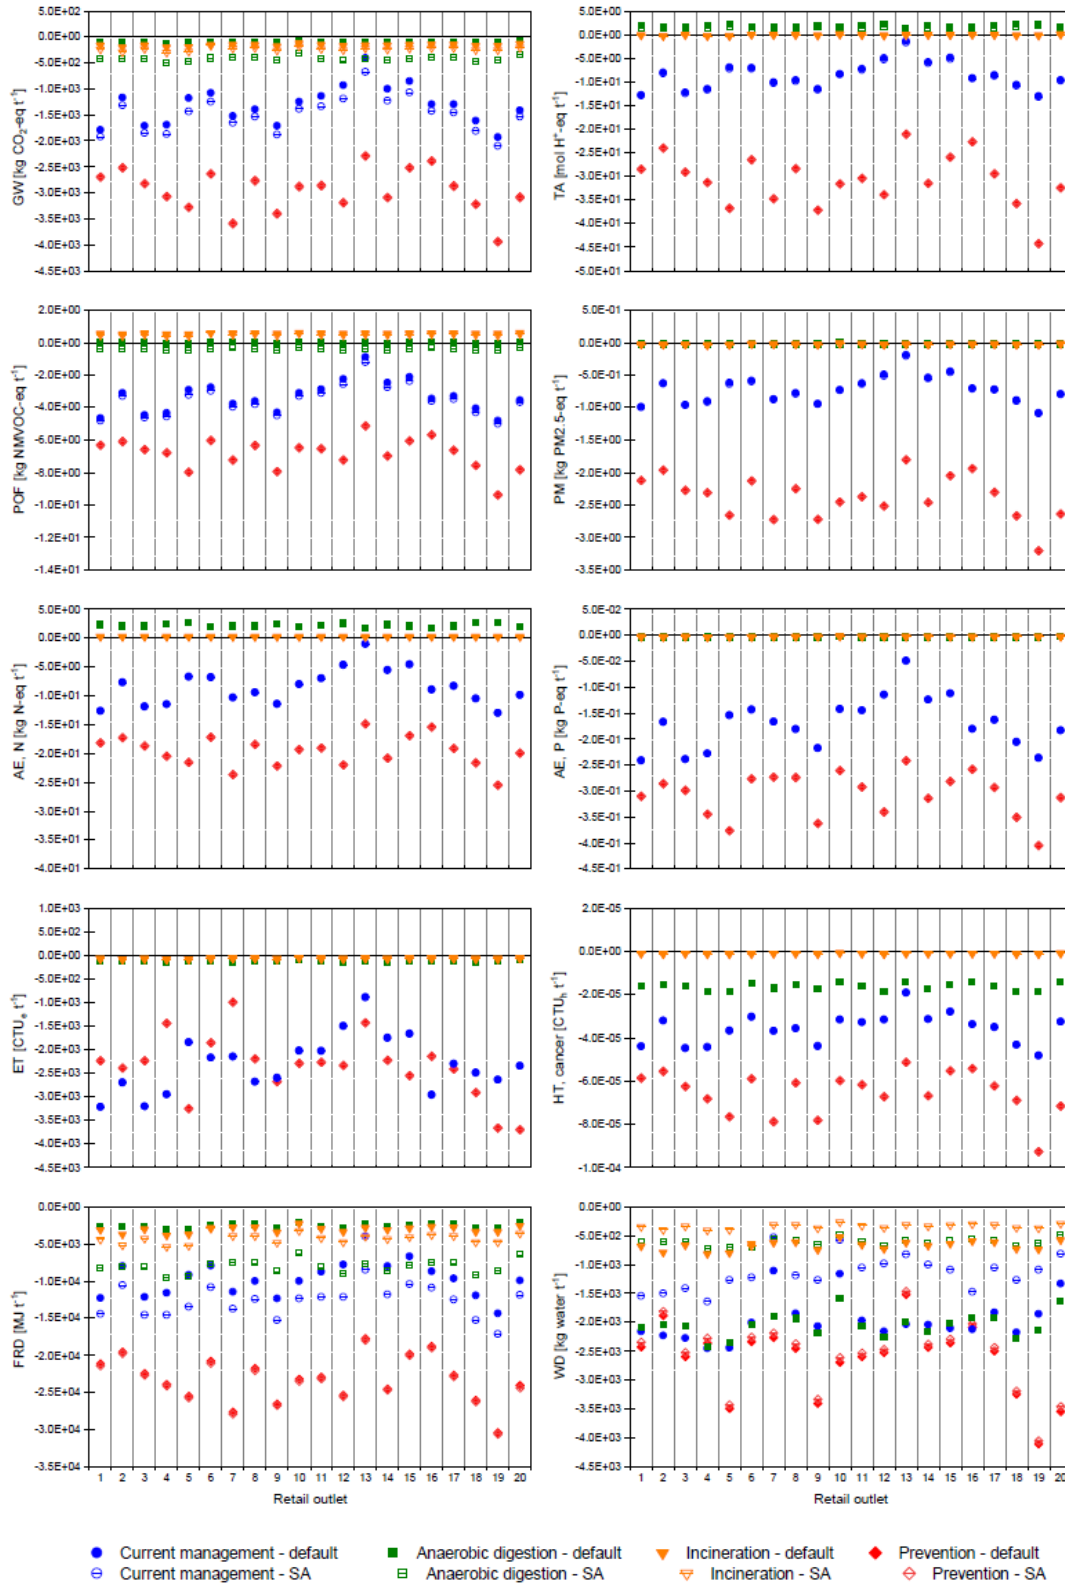 GW [kg CO₂-eq t⁻¹]
5.0E+02
0.0E+00
-5.0E+02
-1.0E+03
-1.5E+03
-2.0E+03
-2.5E+03
-3.0E+03
-3.5E+03
-4.0E+03
-4.5E+03
TA [mol H⁺-eq t⁻¹]
5.0E+00
0.0E+00
-5.0E+00
-1.0E+01
-1.5E+01
-2.0E+01
-2.5E+01
-3.0E+01
-3.5E+01
-4.0E+01
-4.5E+01
-5.0E+01
POF [kg NMVOC-eq t⁻¹]
2.0E+00
0.0E+00
-2.0E+00
-4.0E+00
-6.0E+00
-8.0E+00
-1.0E+01
-1.2E+01
-1.4E+01
PM [kg PM2.5-eq t⁻¹]
5.0E-01
0.0E+00
-5.0E-01
-1.0E+00
-1.5E+00
-2.0E+00
-2.5E+00
-3.0E+00
-3.5E+00
AE, N [kg N-eq t⁻¹]
5.0E+00
0.0E+00
-5.0E+00
-1.0E+01
-1.5E+01
-2.0E+01
-2.5E+01
-3.0E+01
-3.5E+01
-4.0E+01
AE, P [kg P-eq t⁻¹]
5.0E-02
0.0E+00
-5.0E-02
-1.0E-01
-1.5E-01
-2.0E-01
-2.5E-01
-3.0E-01
-3.5E-01
-4.0E-01
-4.5E-01
ET [CTUₑ t⁻¹]
1.0E+03
5.0E+02
0.0E+00
-5.0E+02
-1.0E+03
-1.5E+03
-2.0E+03
-2.5E+03
-3.0E+03
-3.5E+03
-4.0E+03
-4.5E+03
HT, cancer [CTUₕ t⁻¹]
2.0E-05
0.0E+00
-2.0E-05
-4.0E-05
-6.0E-05
-8.0E-05
-1.0E-04
FRD [MJ t⁻¹]
0.0E+00
-5.0E+03
-1.0E+04
-1.5E+04
-2.0E+04
-2.5E+04
-3.0E+04
-3.5E+04
1 2 3 4 5 6 7 8 9 10 11 12 13 14 15 16 17 18 19 20
Retail outlet
WD [kg water t⁻¹]
0.0E+00
-5.0E+02
-1.0E+03
-1.5E+03
-2.0E+03
-2.5E+03
-3.0E+03
-3.5E+03
-4.0E+03
-4.5E+03
1 2 3 4 5 6 7 8 9 10 11 12 13 14 15 16 17 18 19 20
Retail outlet
Current management - default Anaerobic digestion - default Incineration - default Prevention - default
Current management - SA Anaerobic digestion - SA Incineration - SA Prevention - SA